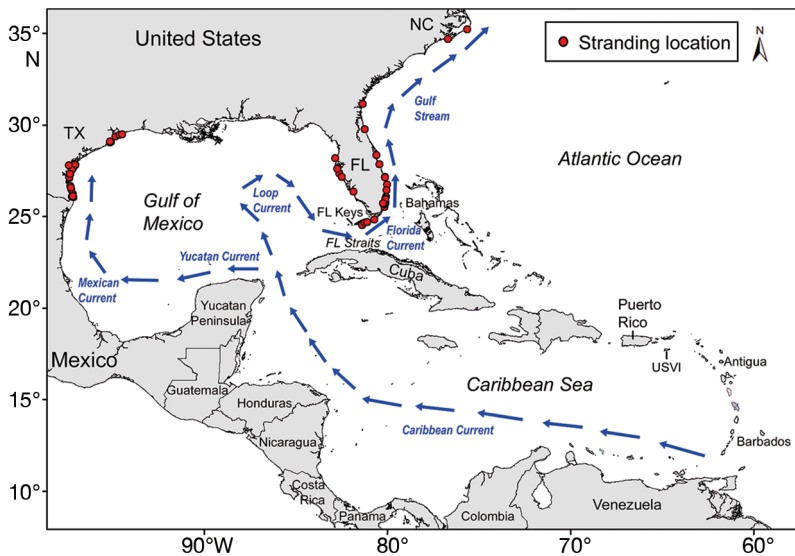 35°
N
30°
25°
20°
15°
10°
90°W
80°
70°
60°
United States
NC
Stranding location
N
TX
FL
Gulf
Stream
Atlantic Ocean
Gulf of
Mexico
Loop
Current
FL Keys
Bahamas
FL Straits
Florida
Current
Yucatan Current
Mexican
Current
Cuba
Yucatan
Peninsula
Puerto
Rico
USVI
Antigua
Mexico
Guatemala
Honduras
Caribbean Sea
Caribbean Current
Barbados
Nicaragua
Costa
Rica
Panama
Colombia
Venezuela